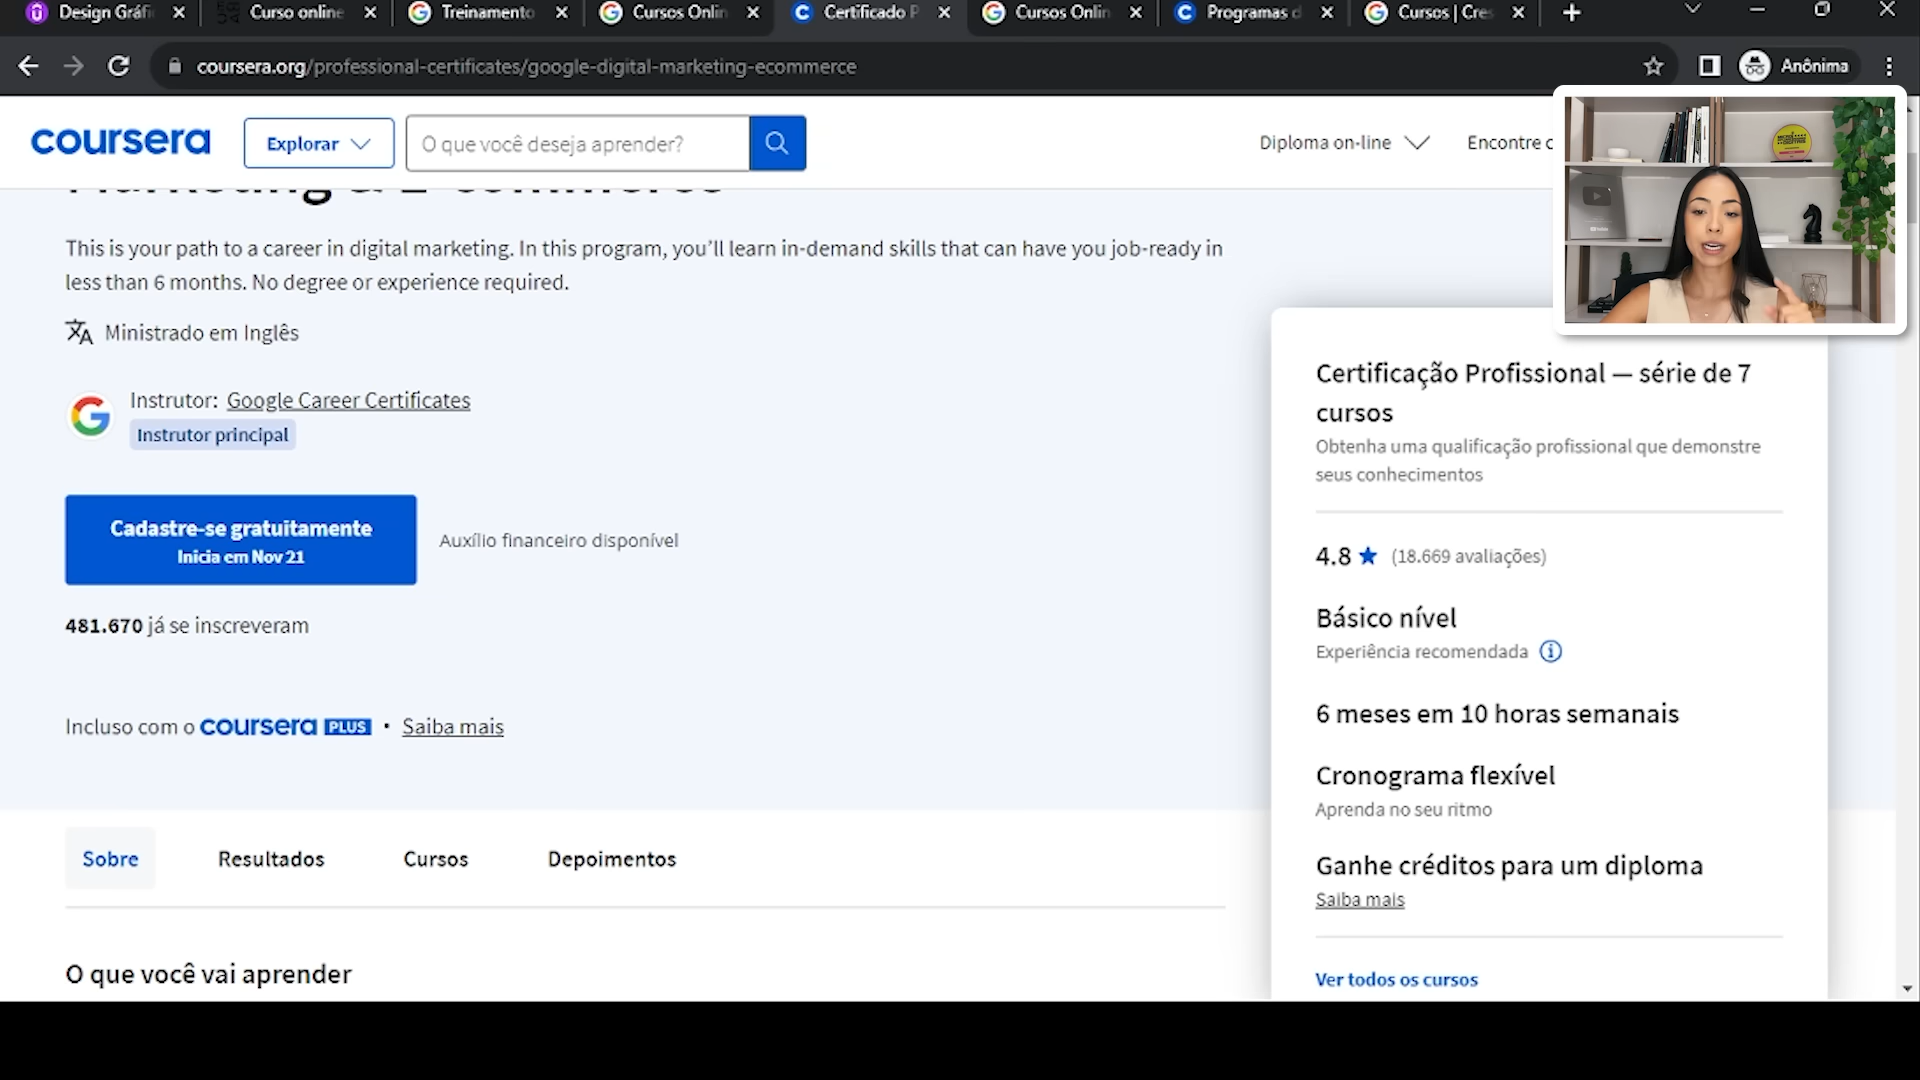 Design Gráfi
Curso online
Treinamento
Cursos Onlin
Certificado P
Cursos Onlin
Programas d
Cursos | Cres
coursera.org/professional-certificates/google-digital-marketing-ecommerce
Anônima
coursera
Explorar
O que você deseja aprender?
Diploma on-line
Encontre c
Marketing & E-commerce
This is your path to a career in digital marketing. In this program, you’ll learn in-demand skills that can have you job-ready in
less than 6 months. No degree or experience required.
Ministrado em Inglês
Instrutor: Google Career Certificates
Instrutor principal
Cadastre-se gratuitamente
Inicia em Nov 21
Auxílio financeiro disponível
481.670 já se inscreveram
Incluso com o coursera PLUS • Saiba mais
Sobre
Resultados
Cursos
Depoimentos
O que você vai aprender
Certificação Profissional — série de 7
cursos
Obtenha uma qualificação profissional que demonstre
seus conhecimentos
4.8 ★ (18.669 avaliações)
Básico nível
Experiência recomendada
6 meses em 10 horas semanais
Cronograma flexível
Aprenda no seu ritmo
Ganhe créditos para um diploma
Saiba mais
Ver todos os cursos